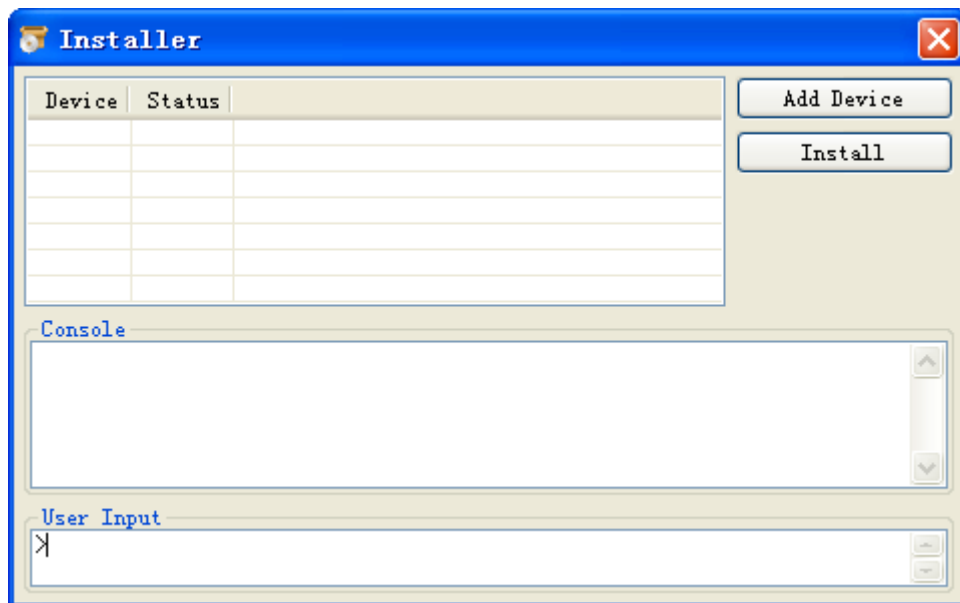 Installer
Device Status
Add Device
Install
Console
User Input
>